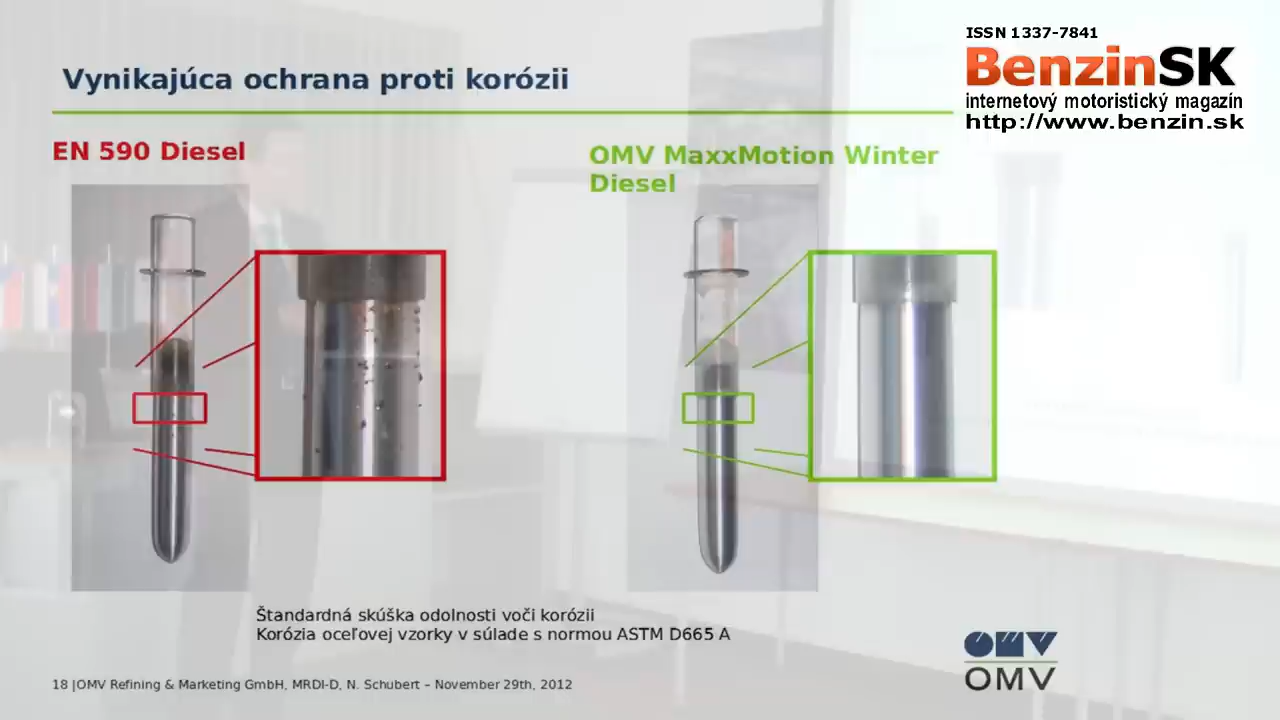 ISSN 1337-7841
BenzinSK
internetový motoristický magazín
http://www.benzin.sk
Vynikajúca ochrana proti korózii
EN 590 Diesel
OMV MaxxMotion Winter
Diesel
Štandardná skúška odolnosti voči korózii
Korózia oceľovej vzorky v súlade s normou ASTM D665 A
18 |OMV Refining & Marketing GmbH, MRDI-D, N. Schubert – November 29th, 2012
OMV
OMV